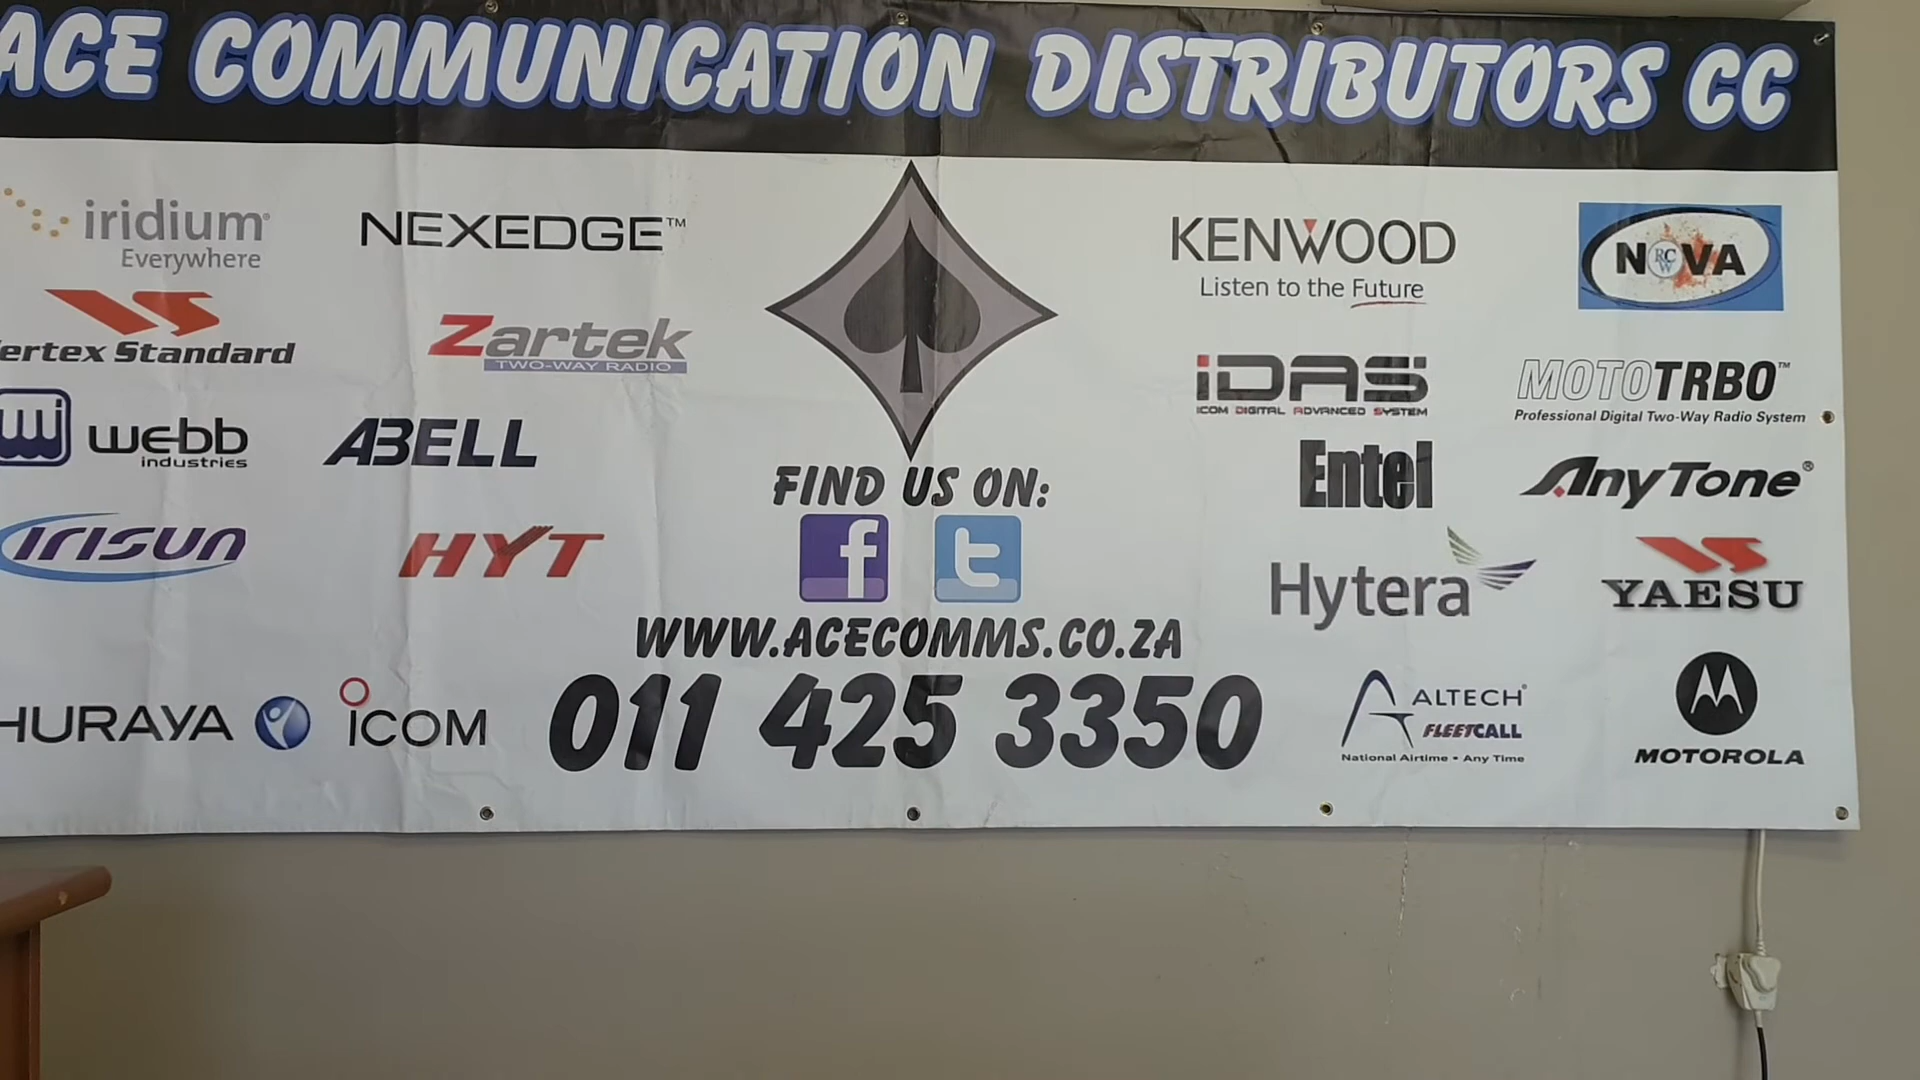 ACE COMMUNICATION DISTRIBUTORS CC
iridium®
Everywhere
NEXEDGE™
KENWOOD
Listen to the Future
NOVA
RCW
ertex Standard
Zartek
TWO-WAY RADIO
iDAS
ICOM DIGITAL ADVANCED SYSTEM
MOTOTRBO™
Professional Digital Two-Way Radio System
webb
industries
ABELL
FIND US ON:
Entel
AnyTone®
IRISUN
HYT
f
t
Hytera
YAESU
WWW.ACECOMMS.CO.ZA
HURAYA
ICOM
011 425 3350
ALTECH®
FLEETCALL
National Airtime • Any Time
MOTOROLA